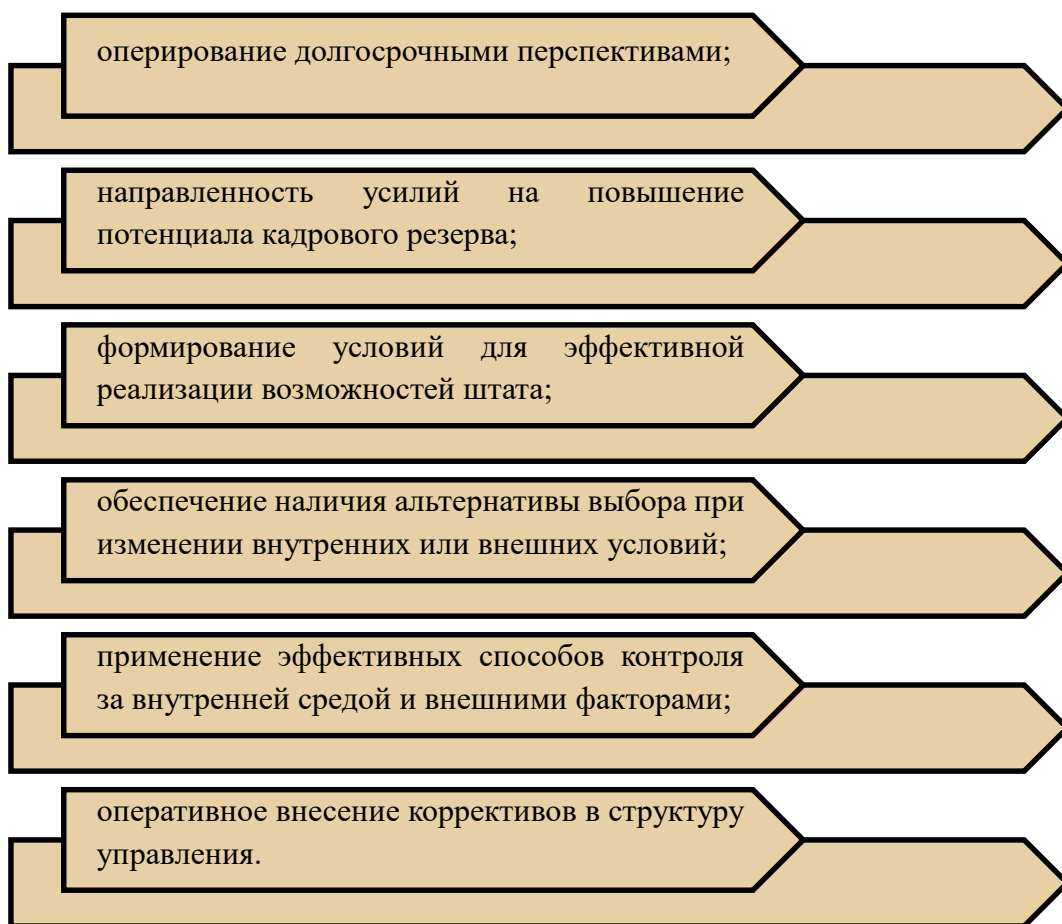 оперирование долгосрочными перспективами;
направленность усилий на повышение
потенциала кадрового резерва;
формирование условий для эффективной
реализации возможностей штата;
обеспечение наличия альтернативы выбора при
изменении внутренних или внешних условий;
применение эффективных способов контроля
за внутренней средой и внешними факторами;
оперативное внесение коррективов в структуру
управления.